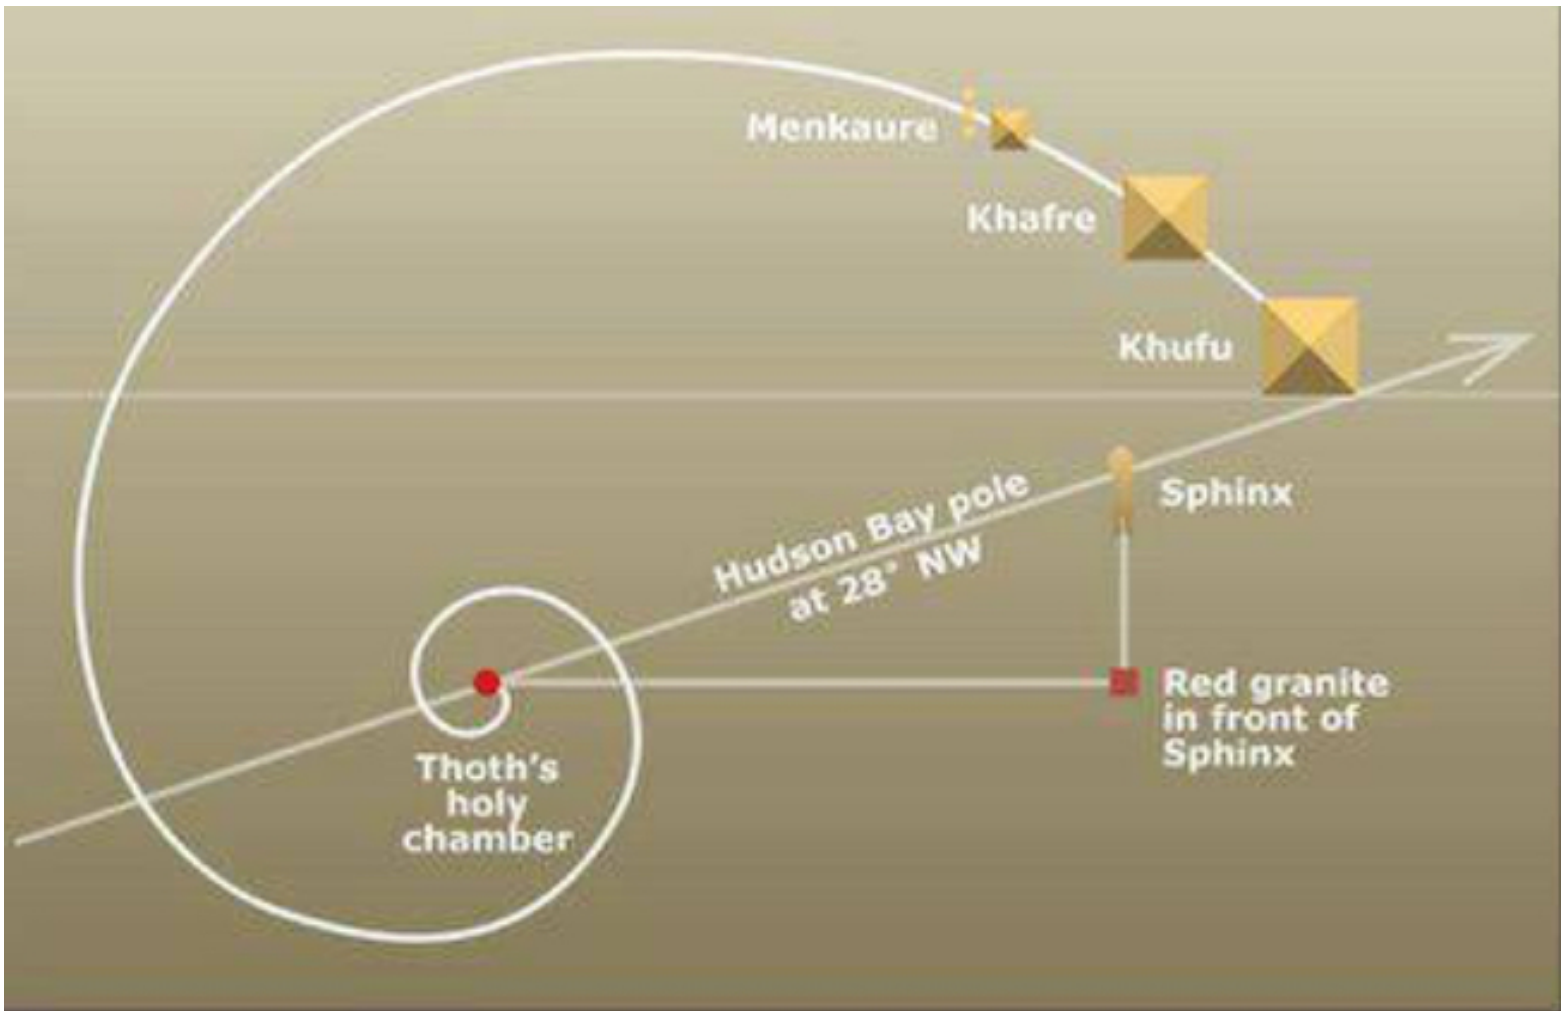 Menkaure
Khafre
Khufu
Hudson Bay pole
at 28° NW
Sphinx
Red granite
in front of
Sphinx
Thoth's
holy
chamber